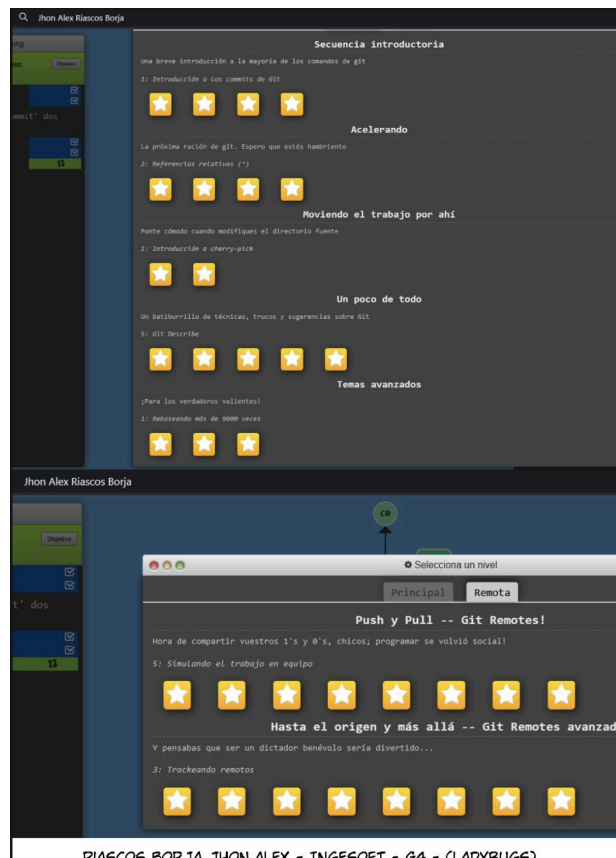 Jhon Alex Riascos Borja
ing
Objetivo
Secuencia introductoria
Una breve introducción a la mayoría de los comandos de git
1: Introducción a los commits de Git
mmit' dos
Acelerando
La próxima ración de git. Espero que estés hambriento
2: Referencias relativas (^)
Moviendo el trabajo por ahí
Ponte cómodo cuando modifiques el directorio fuente
1: Introducción a cherry-pick
Un poco de todo
Un batiburrillo de técnicas, trucos y sugerencias sobre Git
5: Git Describe
Temas avanzados
¡Para los verdaderos valientes!
1: Rebaseando más de 9000 veces
Jhon Alex Riascos Borja
C0
Objetivo
Selecciona un nivel
Principal
Remota
Push y Pull -- Git Remotes!
Hora de compartir vuestros 1's y 0's, chicos; programar se volvió social!
t' dos
5: Simulando el trabajo en equipo
Hasta el origen y más allá -- Git Remotes avanzad
Y pensabas que ser un dictador benévolo sería divertido...
3: Trackeando remotos
RIASCOS BORJA JHON ALEX - INGESOFT - G4 - (LADYBUGS)